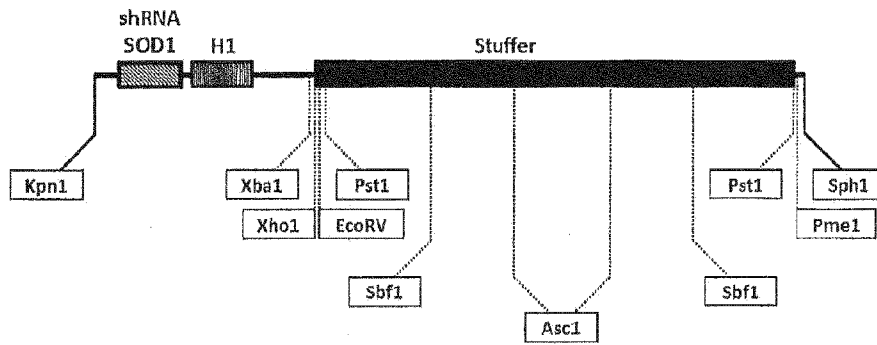 shRNA
SOD1 H1 Stuffer
Kpn1 Xba1 Pst1 Pst1 Sph1
Xho1 EcoRV Pme1
Sbf1 Sbf1
Asc1